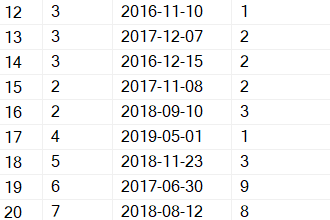 12 3 2016-11-10 1
13 3 2017-12-07 2
14 3 2016-12-15 2
15 2 2017-11-08 2
16 2 2018-09-10 3
17 4 2019-05-01 1
18 5 2018-11-23 3
19 6 2017-06-30 9
20 7 2018-08-12 8